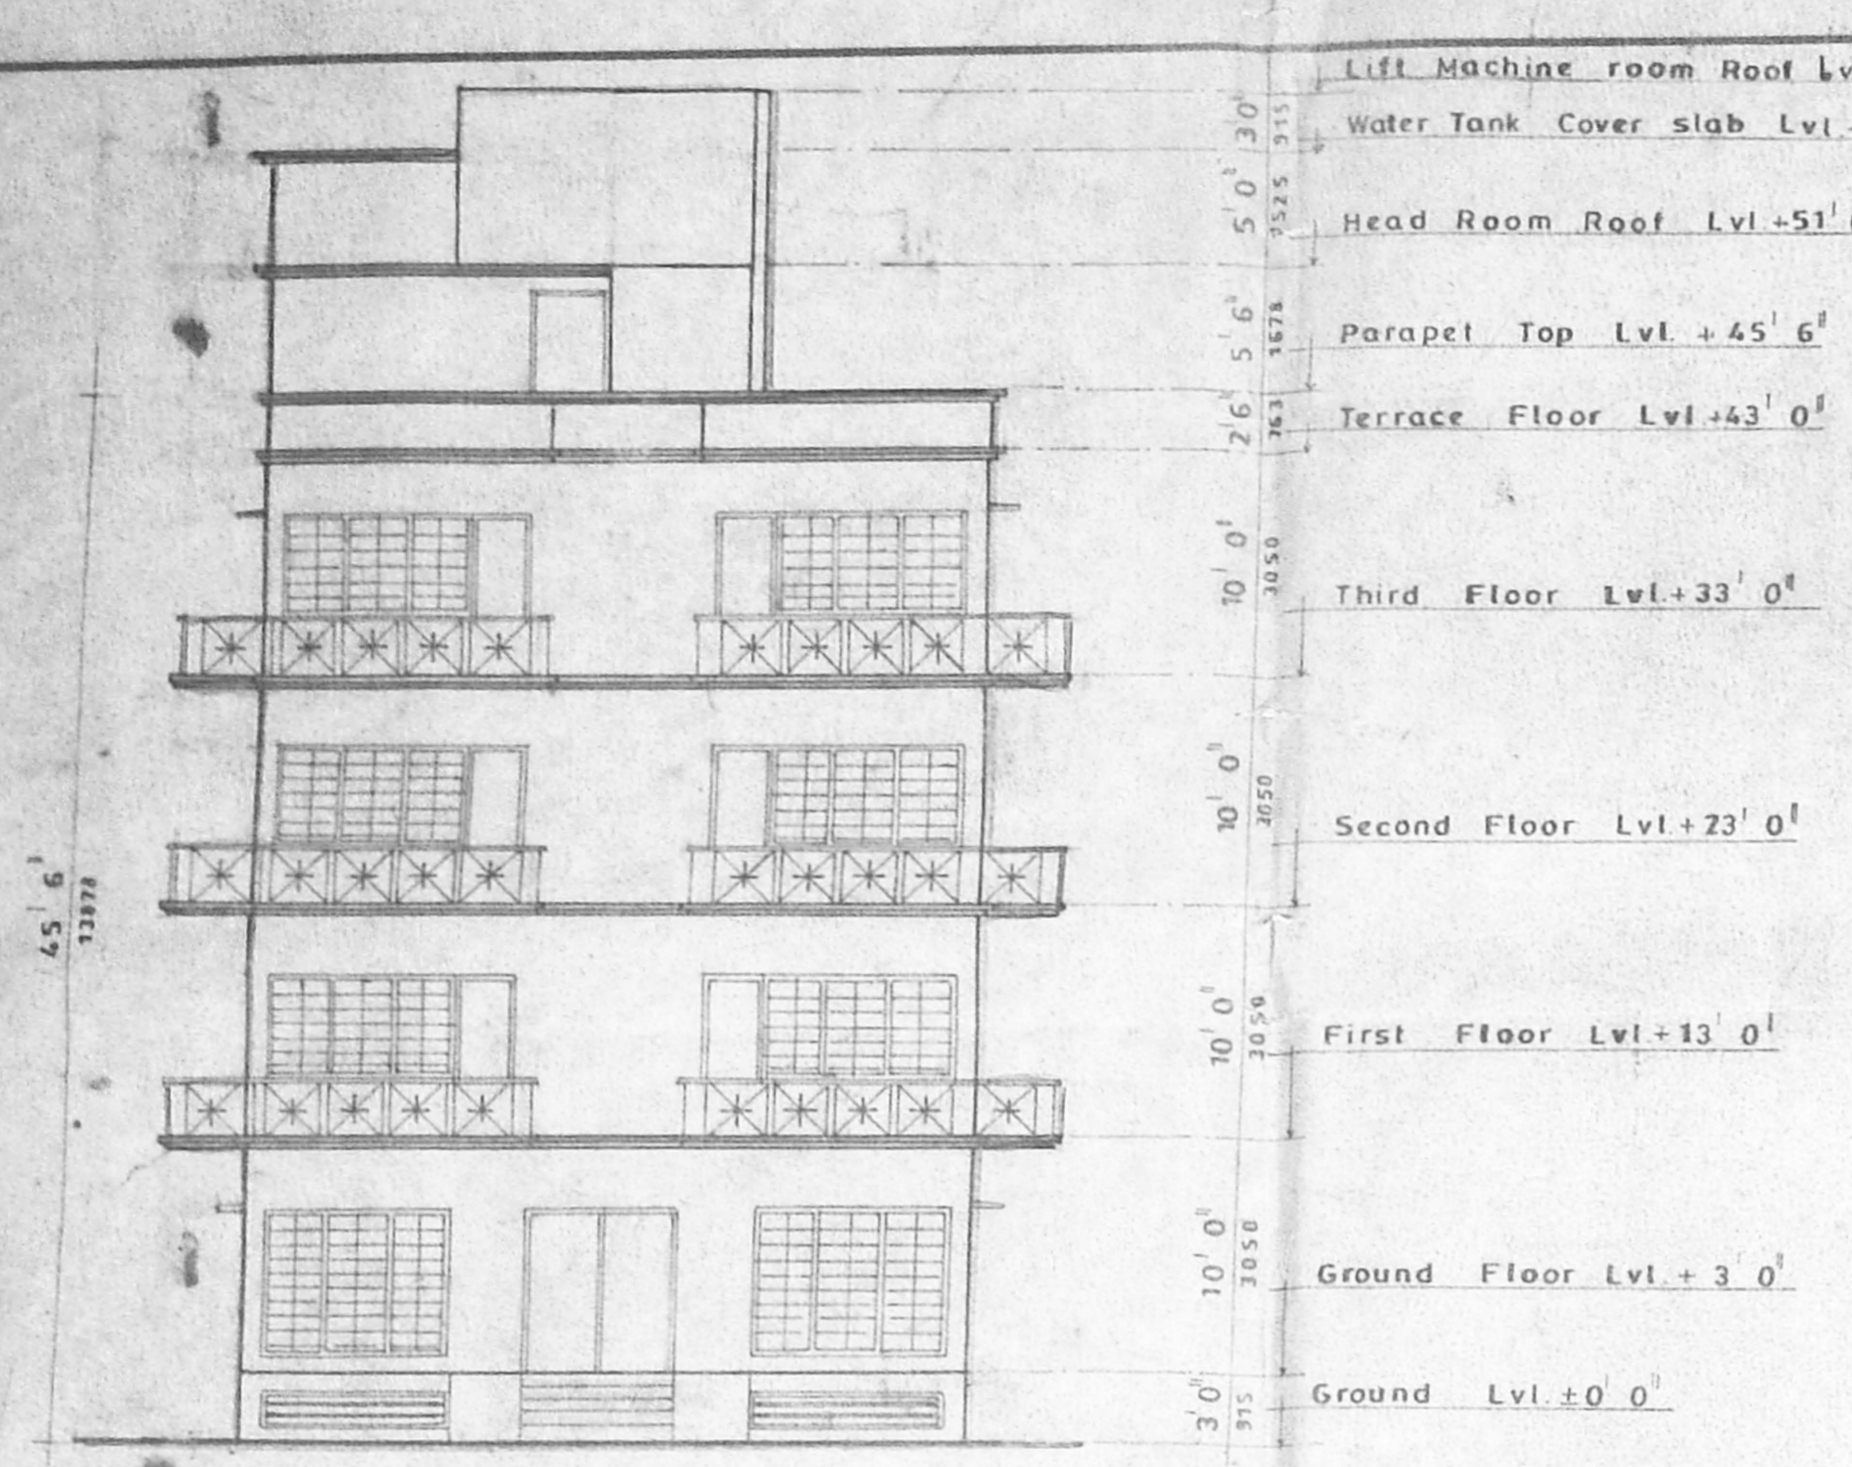 Lift Machine room Roof Lv
Water Tank Cover slab Lvl
Head Room Roof Lvl +51'
Parapet Top Lvl. + 45' 6"
Terrace Floor Lvl +43' 0"
Third Floor Lvl.+33' 0"
Second Floor Lvl.+23' 0"
First Floor Lvl+13' 0"
Ground Floor Lvl + 3' 0"
Ground Lvl. ±0' 0"
3' 0"
915
5' 0"
1525
5' 6"
1678
2' 6"
763
10' 0"
3050
10' 0"
3050
10' 0"
3050
10' 0"
3050
3' 0"
915
45' 6"
13878